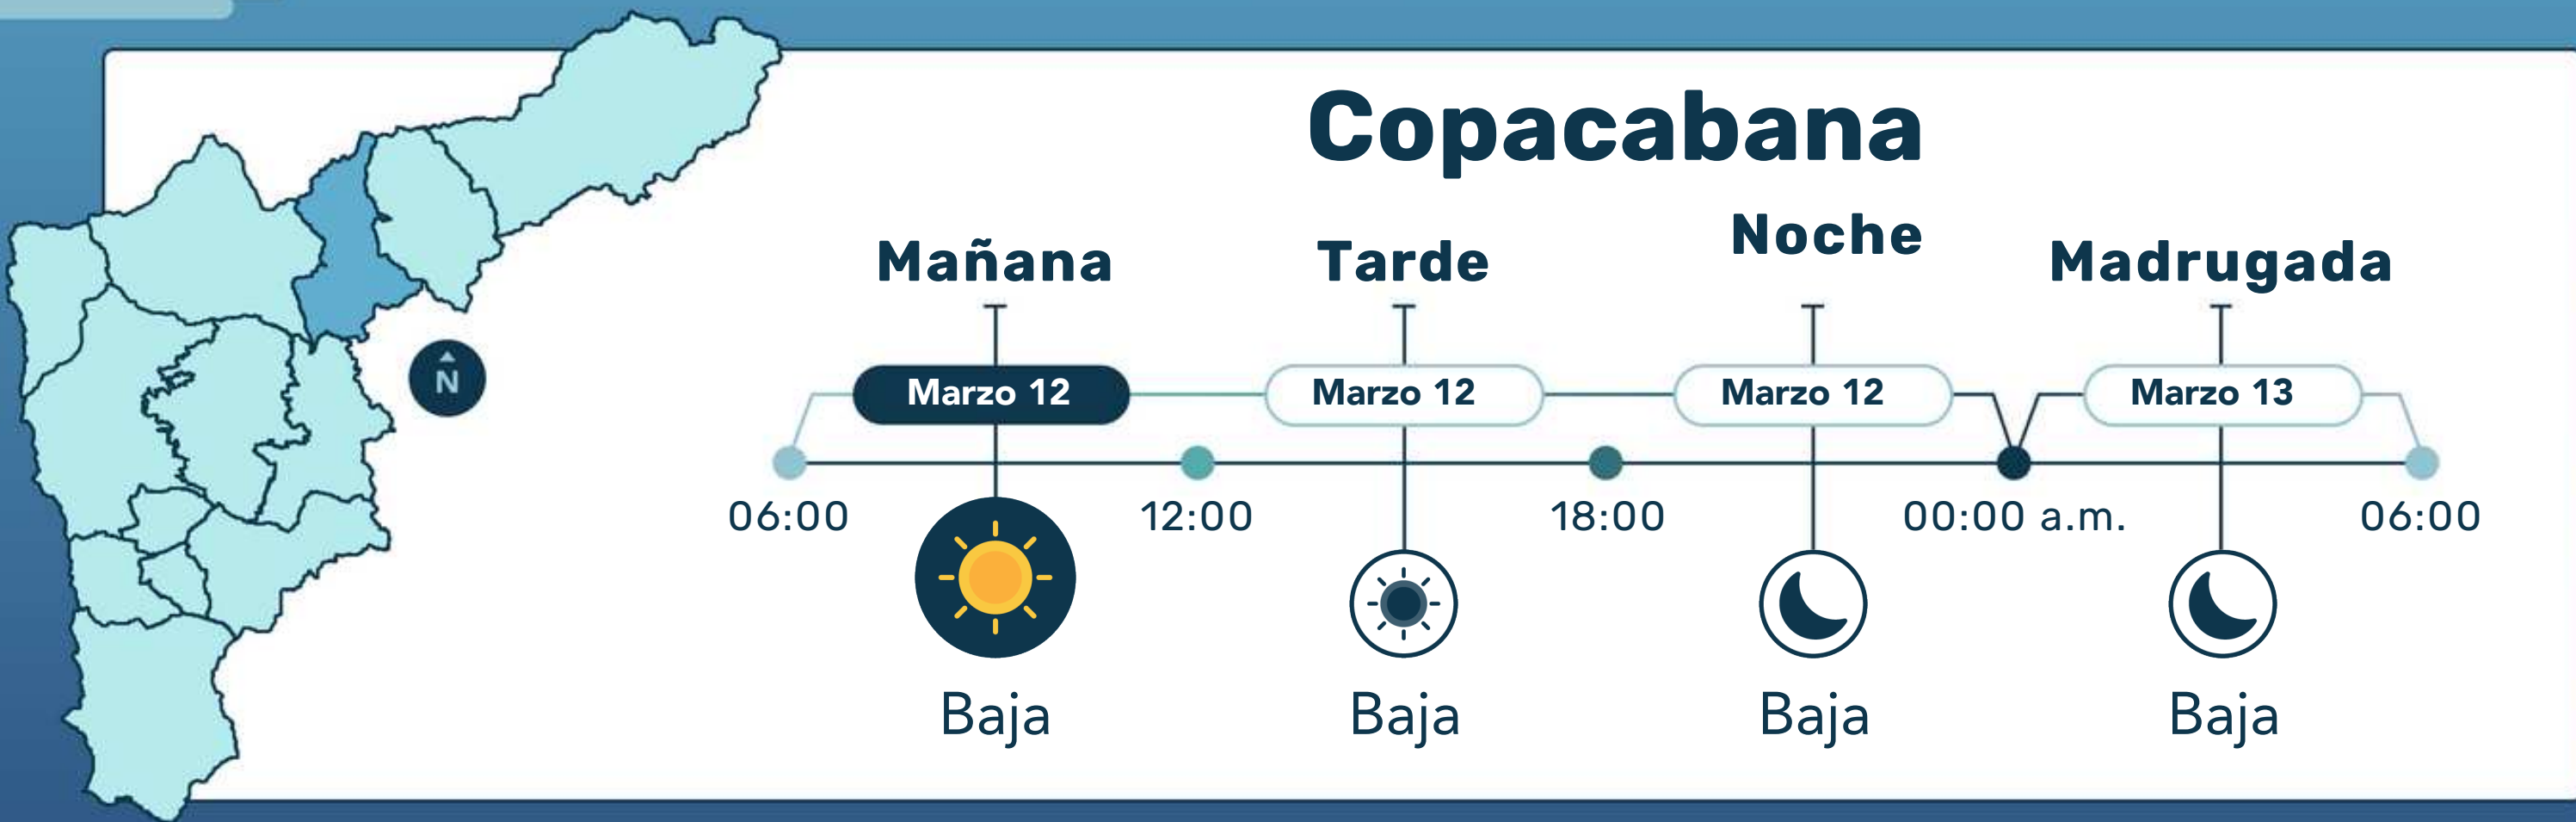 Copacabana
Mañana
Tarde
Noche
Madrugada
Marzo 12
Marzo 12
Marzo 12
Marzo 13
N
06:00
12:00
18:00
00:00 a.m.
06:00
Baja
Baja
Baja
Baja